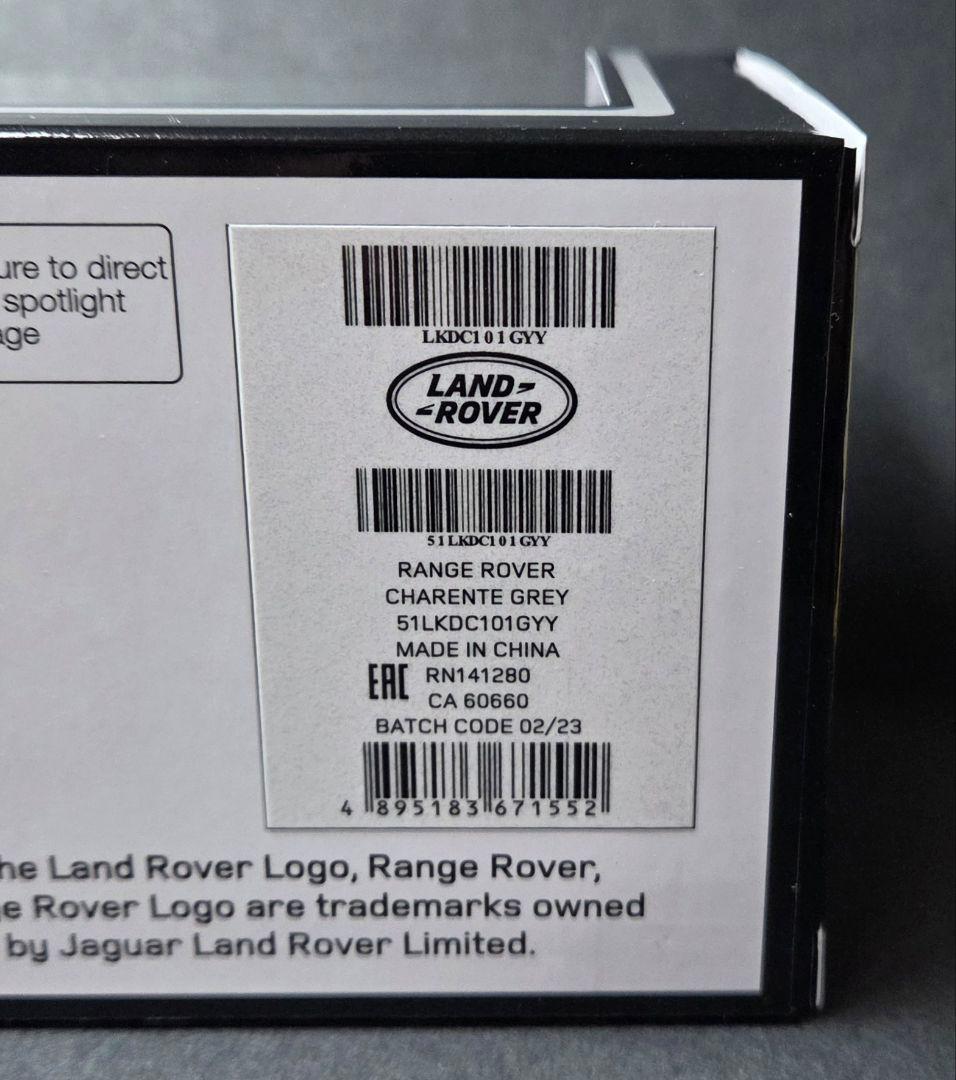 ure to direct
spotlight
age
LKDC101GYY
LAND
ROVER
51LKDC101GYY
RANGE ROVER
CHARENTE GREY
51LKDC101GYY
MADE IN CHINA
EAC RN141280
CA 60660
BATCH CODE 02/23
4 895183 671552
he Land Rover Logo, Range Rover,
e Rover Logo are trademarks owned
by Jaguar Land Rover Limited.